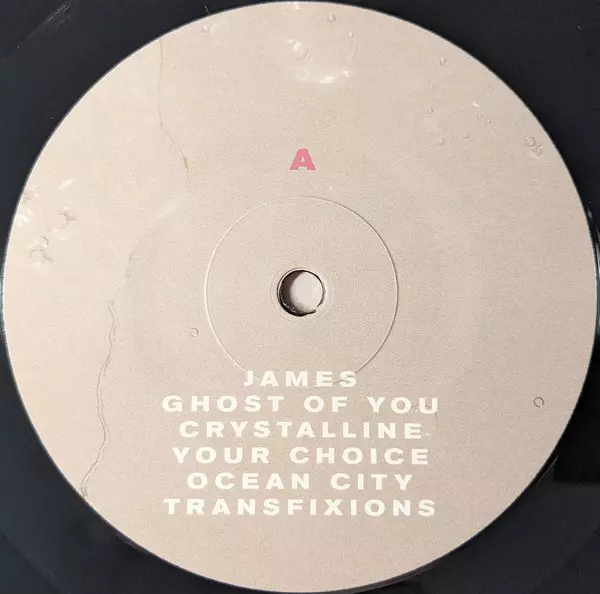 A
JAMES
GHOST OF YOU
CRYSTALLINE
YOUR CHOICE
OCEAN CITY
TRANSFIXIONS